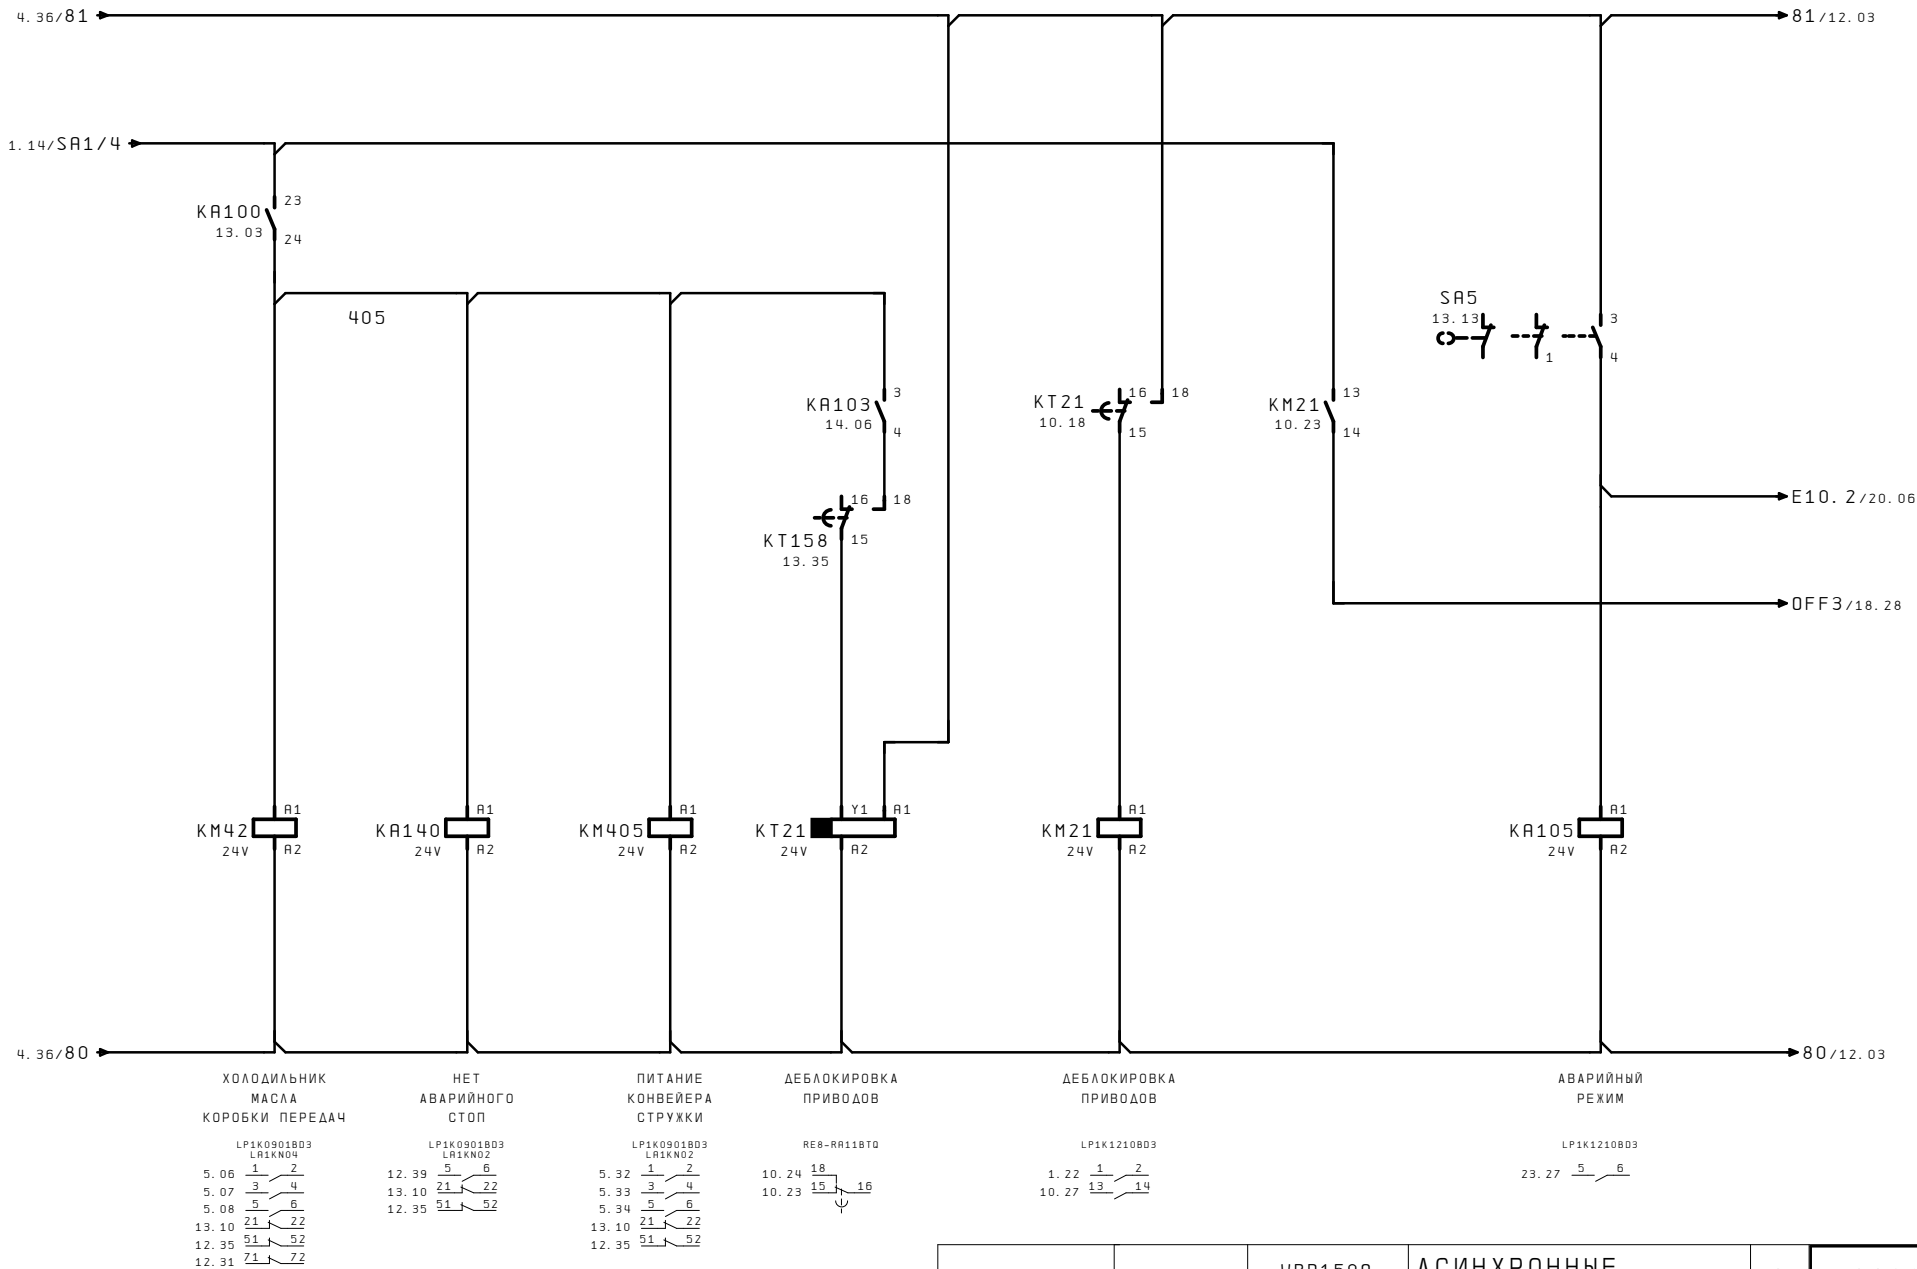 4.36/81
81/12.03
1.14/SA1/4
23
KA100
13.03
24
405
SA5
13.13
3
1
4
KA103
14.06
3
4
KT21
10.18
16
18
15
KM21
10.23
13
14
16
18
KT158
13.35
15
E10.2/20.06
OFF3/18.28
KM42
24V
A1
A2
KA140
24V
A1
A2
KM405
24V
A1
A2
KT21
24V
Y1
A1
A2
KM21
24V
A1
A2
KA105
24V
A1
A2
4.36/80
80/12.03
ХОЛОДИЛЬНИК
МАСЛА
КОРОБКИ ПЕРЕДАЧ
LP1K0901BD3
LA1KN04
5.06 1 2
5.07 3 4
5.08 5 6
13.10 21 22
12.35 51 52
12.31 71 72
НЕТ
АВАРИЙНОГО
СТОП
LP1K0901BD3
LA1KN02
12.39 5 6
13.10 21 22
12.35 51 52
ПИТАНИЕ
КОНВЕЙЕРА
СТРУЖКИ
LP1K0901BD3
LA1KN02
5.32 1 2
5.33 3 4
5.34 5 6
13.10 21 22
12.35 51 52
ДЕБЛОКИРОВКА
ПРИВОДОВ
RE8-RA11BTQ
10.24 18
10.23 15 16
ДЕБЛОКИРОВКА
ПРИВОДОВ
LP1K1210BD3
1.22 1 2
10.27 13 14
АВАРИЙНЫЙ
РЕЖИМ
LP1K1210BD3
23.27 5 6
АСИНХРОННЫЕ